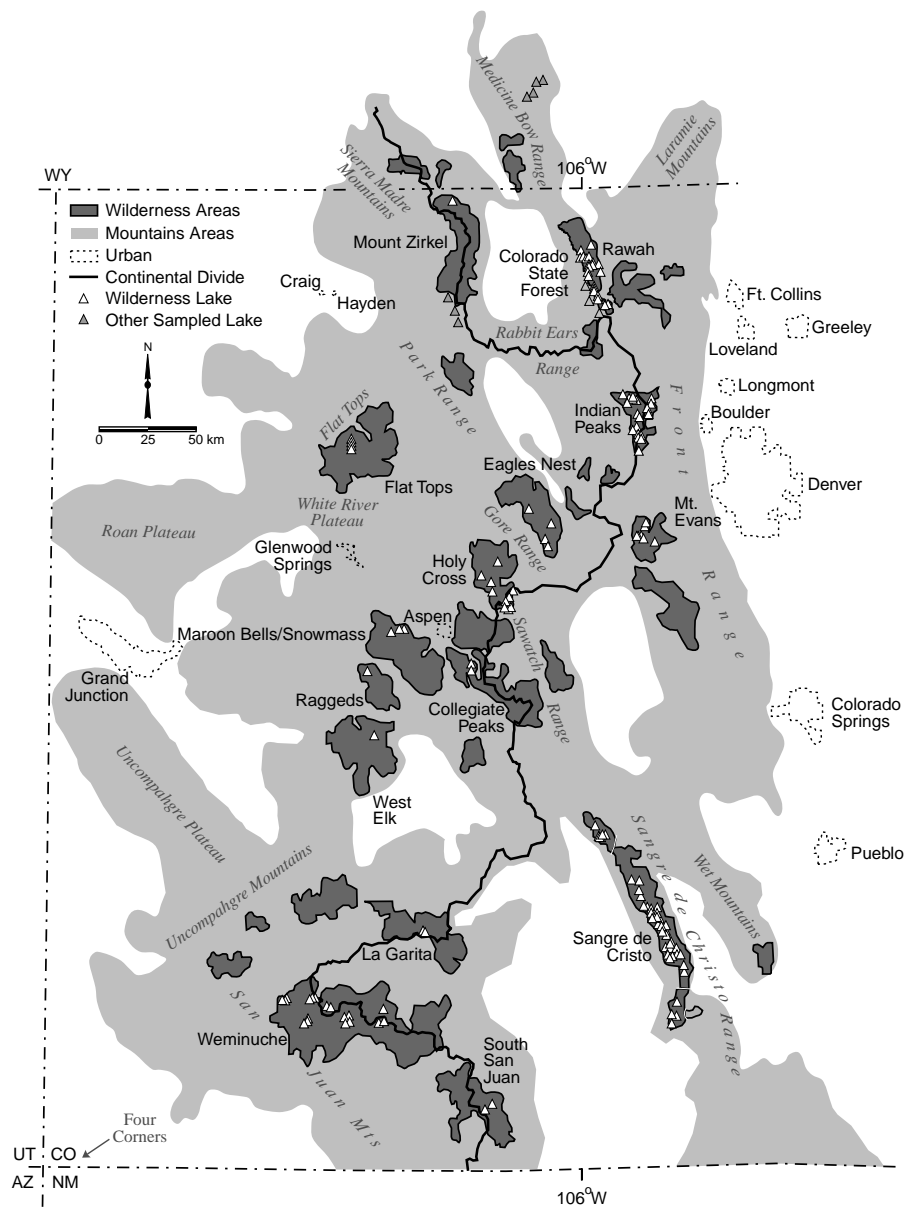 Medicine Bow Range
Laramie
Mountains
Sierra Madre
Mountains
106°W
WY
Wilderness Areas
Mountains Areas
Urban
Continental Divide
Wilderness Lake
Other Sampled Lake
N
0 25 50 km
Mount Zirkel
Colorado
State
Forest
Rawah
Craig
Hayden
Ft. Collins
Greeley
Loveland
Rabbit Ears
Range
Park Range
Longmont
Boulder
Indian
Peaks
Front Range
Flat Tops
Flat Tops
Eagles Nest
Denver
Mt.
Evans
White River
Plateau
Gore Range
Roan Plateau
Glenwood
Springs
Holy
Cross
Aspen
Maroon Bells/Snowmass
Sawatch Range
Grand
Junction
Raggeds
Collegiate
Peaks
Colorado
Springs
Uncompahgre Plateau
West
Elk
Pueblo
Sangre de Christo Range
Wet Mountains
Uncompahgre Mountains
La Garita
Sangre de
Cristo
San Juan Mts
Weminuche
South
San
Juan
Four
Corners
UT CO
AZ NM
106°W